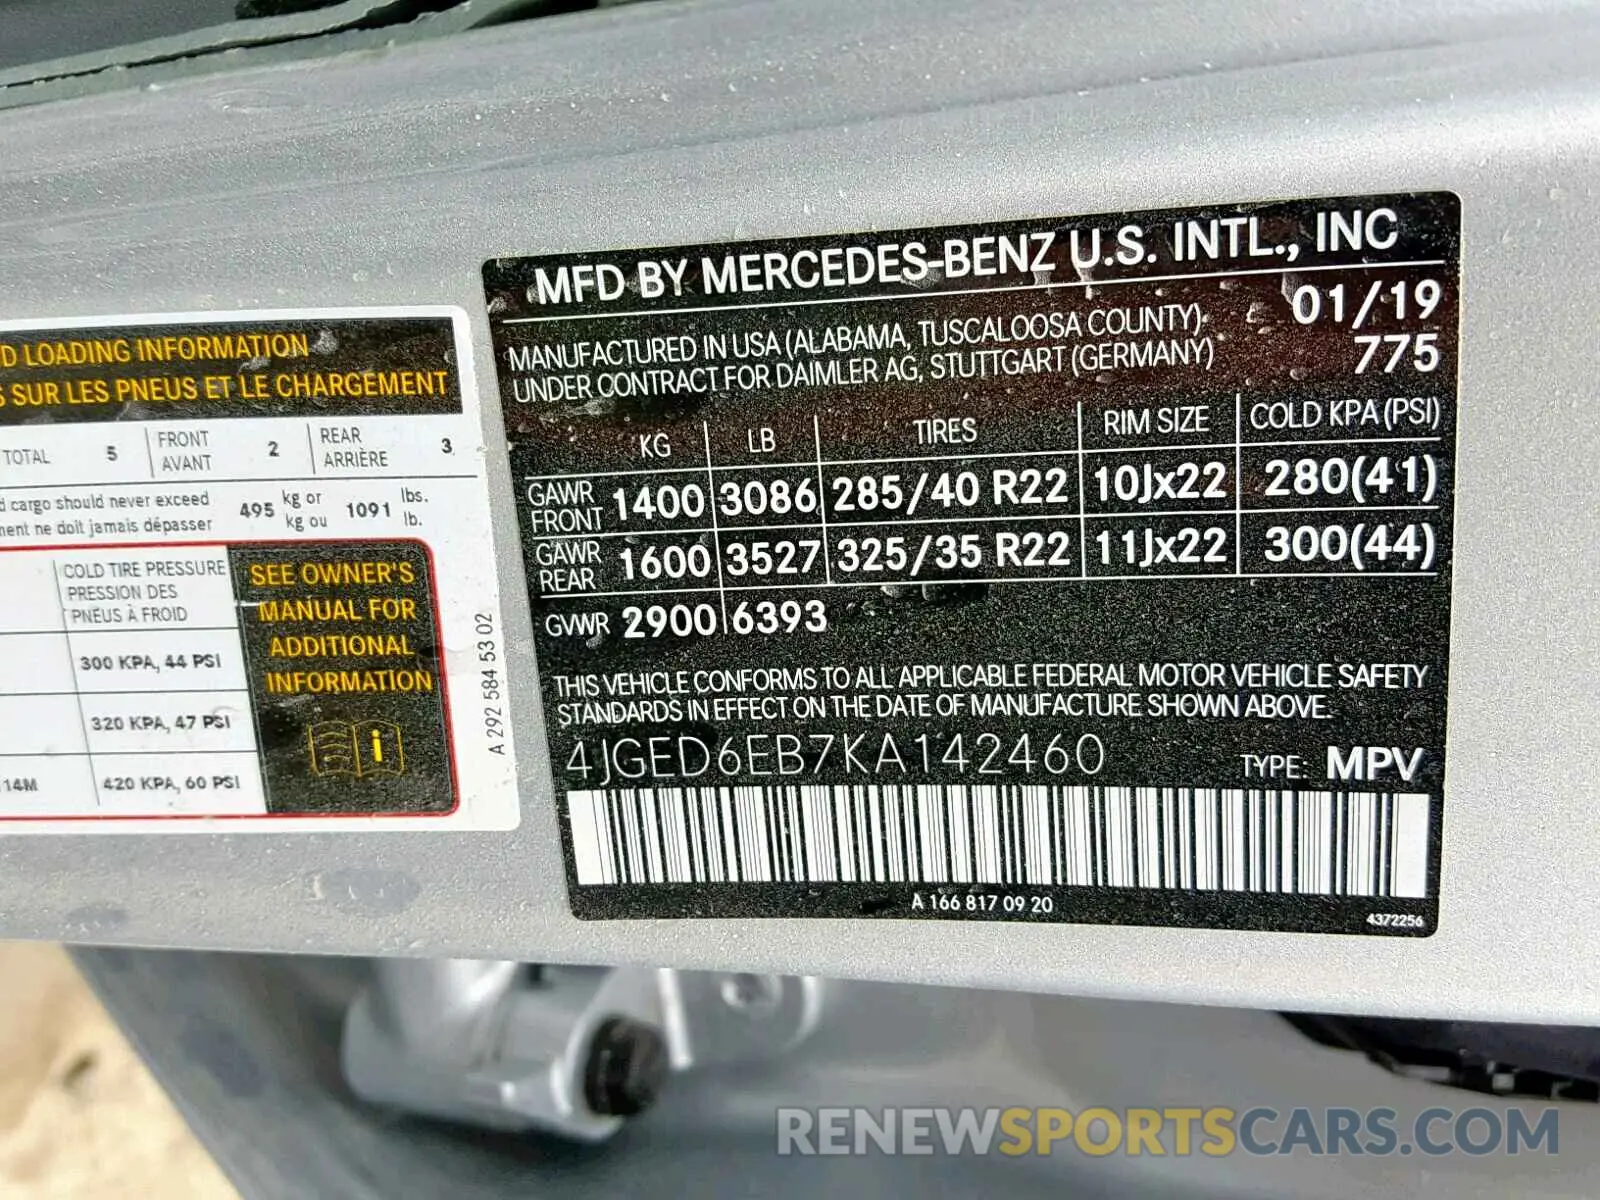 D LOADING INFORMATION
S SUR LES PNEUS ET LE CHARGEMENT
TOTAL 5 FRONT AVANT 2 REAR ARRIÈRE 3
d cargo should never exceed
ment ne doit jamais dépasser
495 kg or kg ou 1091 lbs. lb.
COLD TIRE PRESSURE
PRESSION DES
PNEUS À FROID
300 KPA, 44 PSI
320 KPA, 47 PSI
14M 420 KPA, 60 PSI
SEE OWNER'S
MANUAL FOR
ADDITIONAL
INFORMATION
A 292 584 53 02
MFD BY MERCEDES-BENZ U.S. INTL., INC
MANUFACTURED IN USA (ALABAMA, TUSCALOOSA COUNTY). 01/19
UNDER CONTRACT FOR DAIMLER AG, STUTTGART (GERMANY) 775
KG LB TIRES RIM SIZE COLD KPA (PSI)
GAWR FRONT 1400 3086 285/40 R22 10Jx22 280(41)
GAWR REAR 1600 3527 325/35 R22 11Jx22 300(44)
GVWR 2900 6393
THIS VEHICLE CONFORMS TO ALL APPLICABLE FEDERAL MOTOR VEHICLE SAFETY
STANDARDS IN EFFECT ON THE DATE OF MANUFACTURE SHOWN ABOVE.
4JGED6EB7KA142460 TYPE: MPV
A 166 817 09 20
4372256
RENEWSPORTSCARS.COM